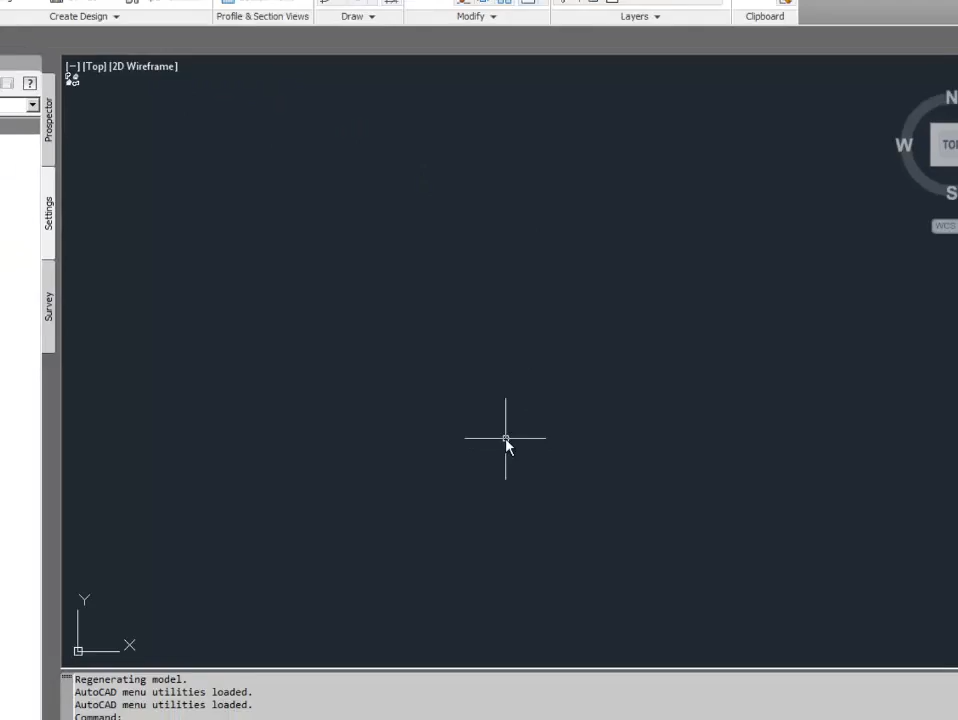 Create Design
Profile & Section Views
Draw
Modify
Layers
Clipboard
[−] [Top] [2D Wireframe]
?
Prospector
Settings
Survey
N
W
S
WCS
Y
X
Regenerating model.
AutoCAD menu utilities loaded.
AutoCAD menu utilities loaded.
Command: